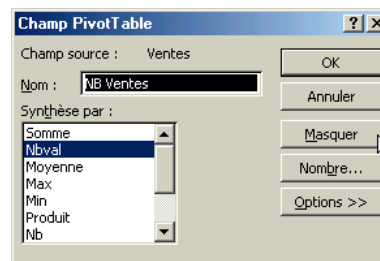 Champ PivotTable
Champ source : Ventes
OK
Nom : NB Ventes
Annuler
Synthèse par :
Somme
Nbval
Moyenne
Max
Min
Produit
Nb
Masquer
Nombre...
Options >>